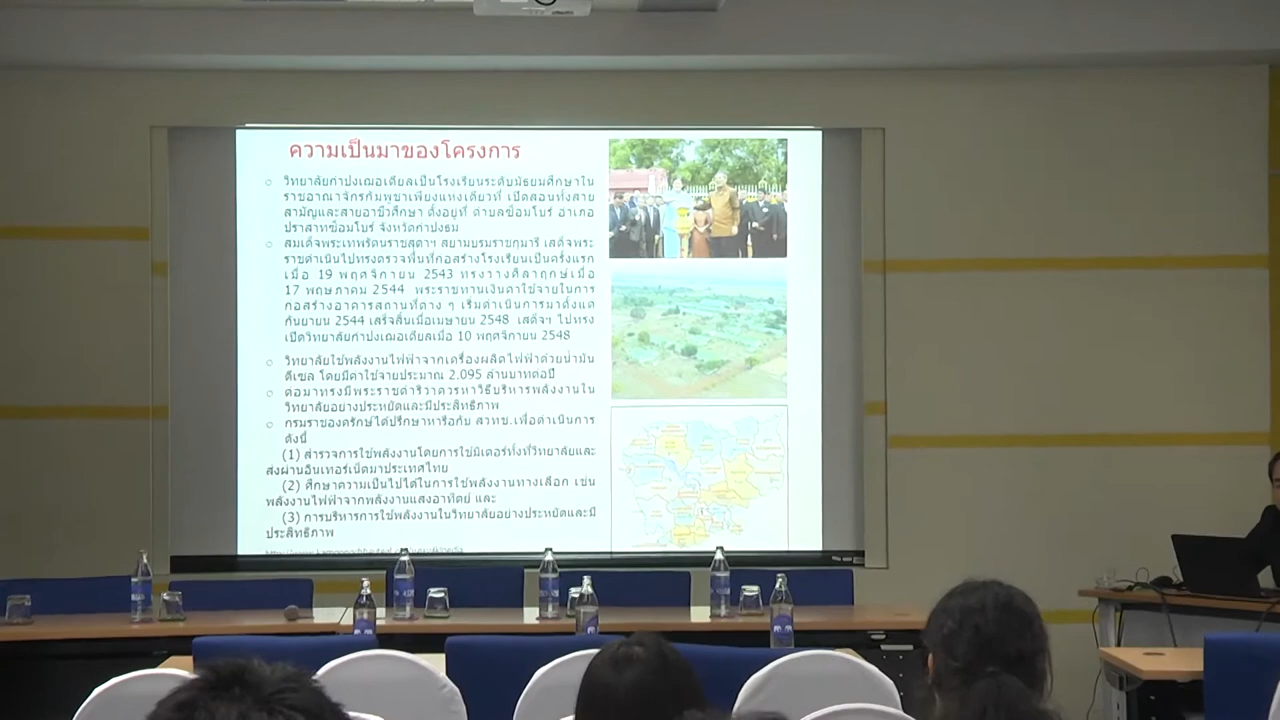 ความเป็นมาของโครงการ
วิทยาลัยกำปงเฌอเตียลเป็นโรงเรียนระดับมัธยมศึกษาใน
ราชอาณาจักรกัมพูชาเพียงแห่งเดียวที่ เปิดสอนทั้งสาย
สามัญและสายอาชีวศึกษา ตั้งอยู่ที่ ตำบลซ็อมโบร์ อำเภอ
ปราสาทซ็อมโบร์ จังหวัดกำปงธม
สมเด็จพระเทพรัตนราชสุดาฯ สยามบรมราชกุมารี เสด็จพระ
ราชดำเนินไปทรงตรวจพื้นที่ก่อสร้างโรงเรียนเป็นครั้งแรก
เมื่อ 19 พฤศจิกายน 2543 ทรงวางศิลาฤกษ์เมื่อ
17 พฤษภาคม 2544 พระราชทานเงินค่าใช้จ่ายในการ
ก่อสร้างอาคารสถานที่ต่าง ๆ เริ่มดำเนินการมาตั้งแต่
กันยายน 2544 เสร็จสิ้นเมื่อเมษายน 2548 เสด็จฯ ไปทรง
เปิดวิทยาลัยกำปงเฌอเตียลเมื่อ 10 พฤศจิกายน 2548
วิทยาลัยใช้พลังงานไฟฟ้าจากเครื่องผลิตไฟฟ้าด้วยน้ำมัน
ดีเซล โดยมีค่าใช้จ่ายประมาณ 2.095 ล้านบาทต่อปี
ต่อมาทรงมีพระราชดำริว่าควรหาวิธีบริหารพลังงานใน
วิทยาลัยอย่างประหยัดและมีประสิทธิภาพ
กรมราชองครักษ์ได้ปรึกษาหารือกับ สวทช.เพื่อดำเนินการ
ดังนี้
(1) สำรวจการใช้พลังงานโดยการใช้มิเตอร์ทั้งที่วิทยาลัยและ
ส่งผ่านอินเทอร์เน็ตมาประเทศไทย
(2) ศึกษาความเป็นไปได้ในการใช้พลังงานทางเลือก เช่น
พลังงานไฟฟ้าจากพลังงานแสงอาทิตย์ และ
(3) การบริหารการใช้พลังงานในวิทยาลัยอย่างประหยัดและมี
ประสิทธิภาพ